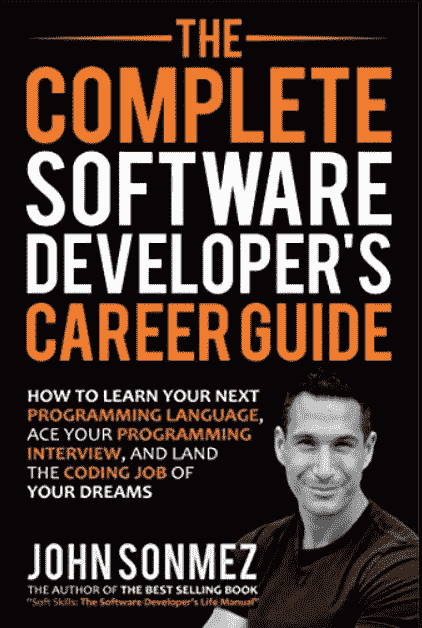 THE
COMPLETE
SOFTWARE
DEVELOPER'S
CAREER GUIDE
HOW TO LEARN YOUR NEXT
PROGRAMMING LANGUAGE,
ACE YOUR PROGRAMMING
INTERVIEW, AND LAND
THE CODING JOB OF
YOUR DREAMS
JOHN SONMEZ
THE AUTHOR OF THE BEST SELLING BOOK
"Soft Skills: The Software Developer's Life Manual"